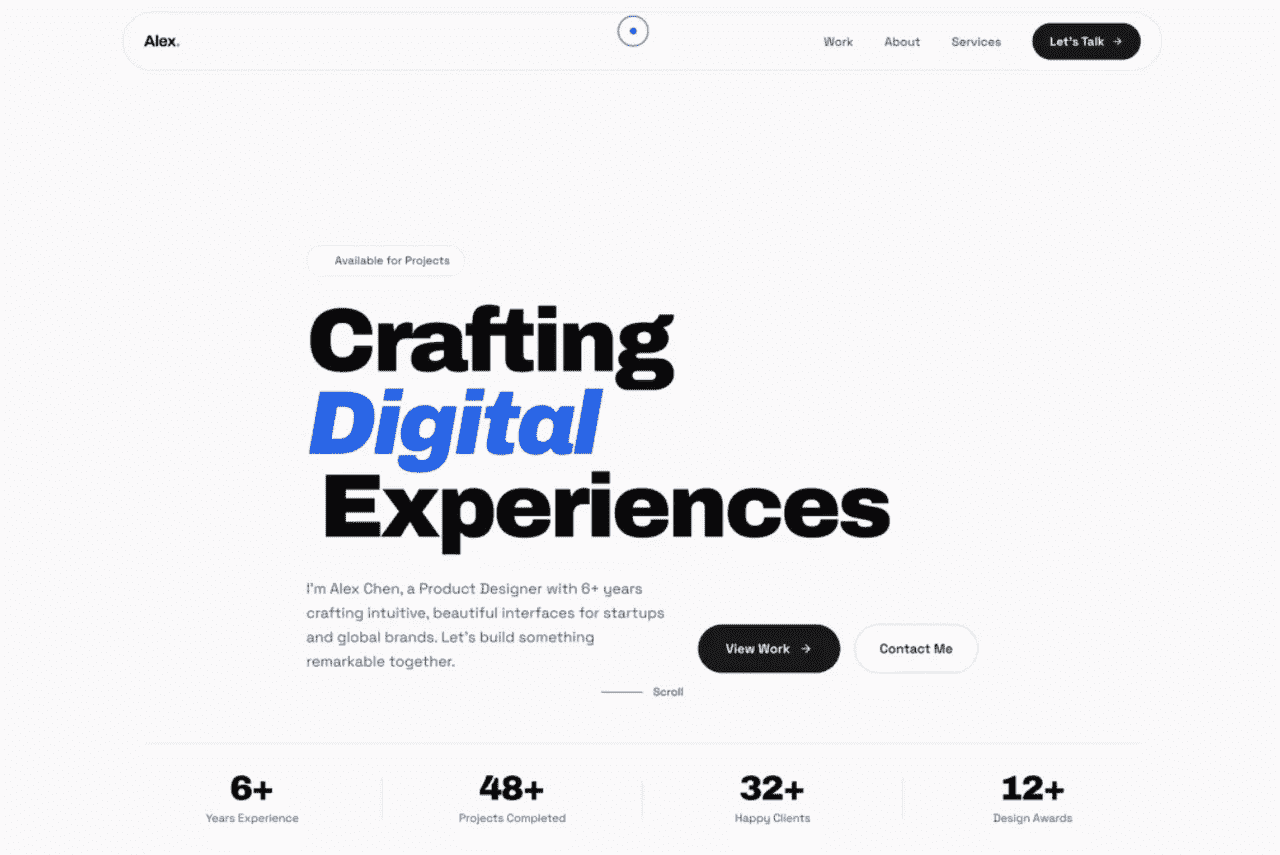 Alex.
Work About Services Let's Talk →
Available for Projects
Crafting
Digital
Experiences
I'm Alex Chen, a Product Designer with 6+ years
crafting intuitive, beautiful interfaces for startups
and global brands. Let's build something
remarkable together.
View Work →
Contact Me
Scroll
6+
Years Experience
48+
Projects Completed
32+
Happy Clients
12+
Design Awards